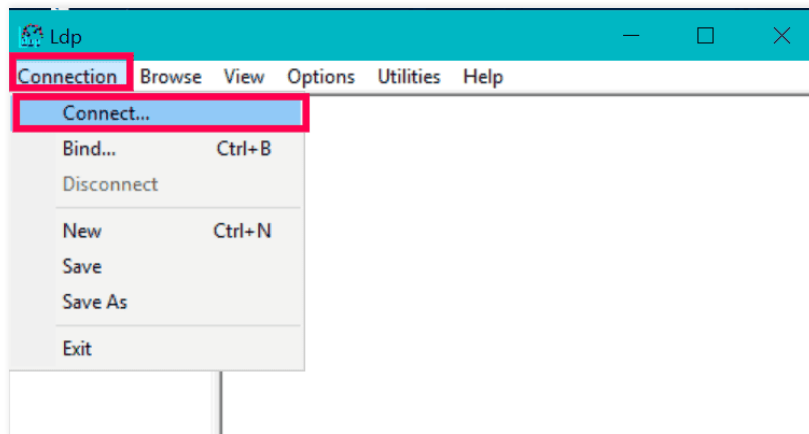 Ldp
Connection Browse View Options Utilities Help
Connect...
Bind... Ctrl+B
Disconnect
New Ctrl+N
Save
Save As
Exit